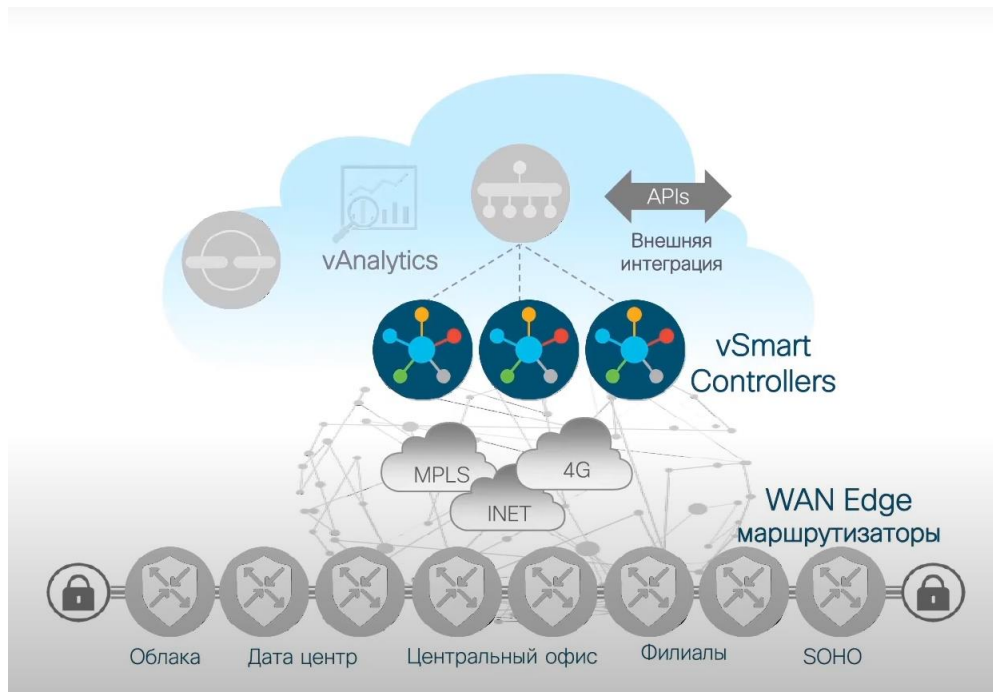 APIs
vAnalytics
Внешняя
интеграция
vSmart
Controllers
MPLS
4G
INET
WAN Edge
маршрутизаторы
Облака
Дата центр
Центральный офис
Филиалы
SOHO